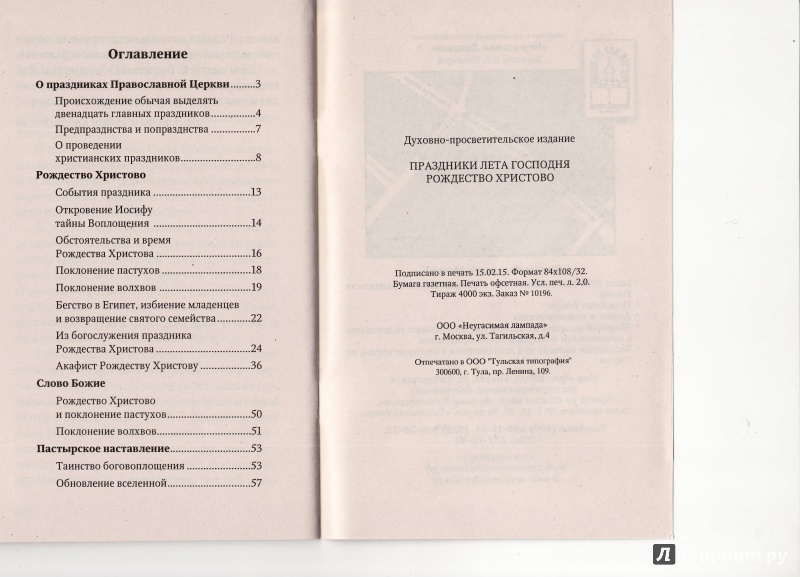 Оглавление
О праздниках Православной Церкви.........3
Происхождение обычая выделять
двенадцать главных праздников...............4
Предпразднства и попразднства ...............7
О проведении
христианских праздников.........................8
Рождество Христово
События праздника ..................................13
Откровение Иосифу
тайны Воплощения ..................................14
Обстоятельства и время
Рождества Христова .................................16
Поклонение пастухов ...............................18
Поклонение волхвов ................................19
Бегство в Египет, избиение младенцев
и возвращение святого семейства............22
Из богослужения праздника
Рождества Христова .................................24
Акафист Рождеству Христову .................36
Слово Божие
Рождество Христово
и поклонение пастухов.............................50
Поклонение волхвов.................................51
Пастырское наставление.........................53
Таинство боговоплощения ......................53
Обновление вселенной............................57
Духовно-просветительское издание
ПРАЗДНИКИ ЛЕТА ГОСПОДНЯ
РОЖДЕСТВО ХРИСТОВО
Подписано в печать 15.02.15. Формат 84х108/32.
Бумага газетная. Печать офсетная. Усл. печ. л. 2,0.
Тираж 4000 экз. Заказ № 10196.
ООО «Неугасимая лампада»
г. Москва, ул. Тагильская, д.4
Отпечатано в ООО "Тульская типография"
300600, г. Тула, пр. Ленина, 109.
Лабиринт.ру